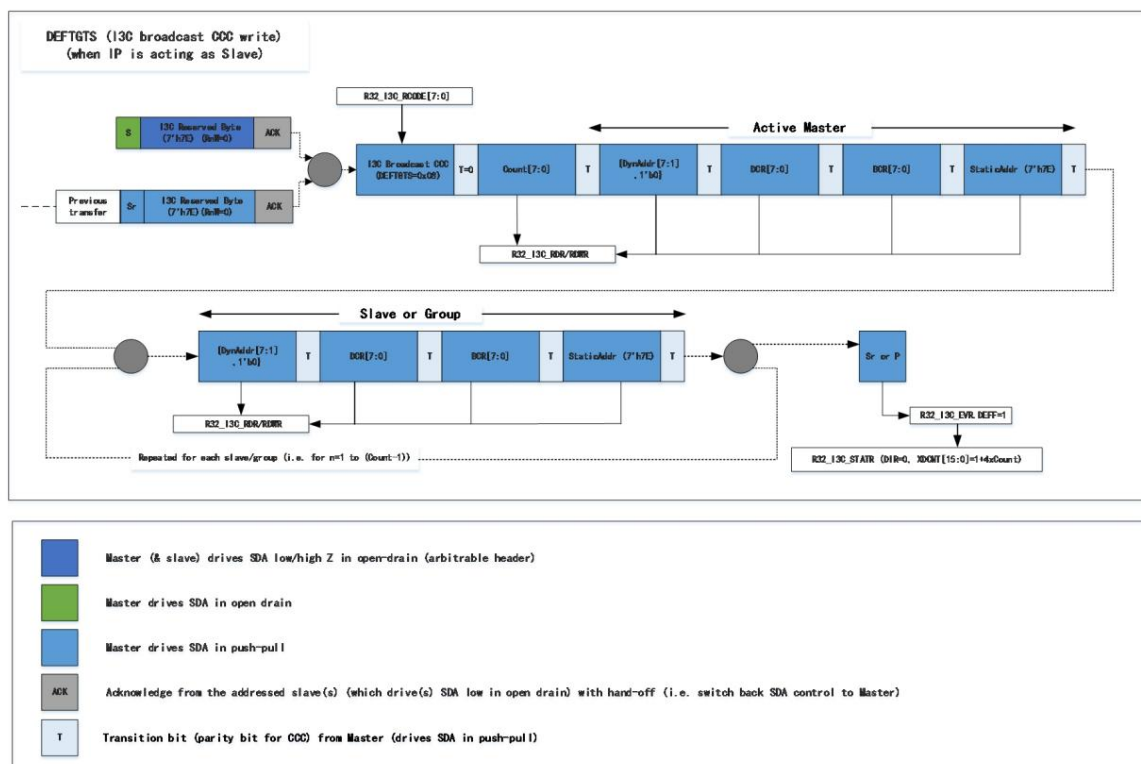 DEFTGTS (I3C broadcast CCC write)
(when IP is acting as Slave)
R32_I3C_RCODE[7:0]
Active Master
S
I3C Reserved Byte
(7'h7E) (RnW=0)
ACK
I3C Broadcast CCC
(DEFTGTS=0x08)
T=0
Count[7:0]
T
[DynAddr[7:1]
,1'b0]
T
DCR[7:0]
T
BCR[7:0]
T
StaticAddr (7'h7E)
T
Previous
transfer
Sr
I3C Reserved Byte
(7'h7E)(RnW=0)
ACK
R32_I3C_RDR/RDWR
Slave or Group
[DynAddr[7:1]
,1'b0]
T
DCR[7:0]
T
BCR[7:0]
T
StaticAddr (7'h7E)
T
Sr or P
R32_I3C_RDR/RDWR
R32_I3C_EVR.DEFF=1
Repeated for each slave/group (i.e. for n=1 to (Count-1))
R32_I3C_STATR (DIR=0, XDCNT[15:0]=1+4xCount)
Master (& slave) drives SDA low/high Z in open-drain (arbitrable header)
Master drives SDA in open drain
Master drives SDA in push-pull
ACK
Acknowledge from the addressed slave(s) (which drive(s) SDA low in open drain) with hand-off (i.e. switch back SDA control to Master)
T
Transition bit (parity bit for CCC) from Master (drives SDA in push-pull)